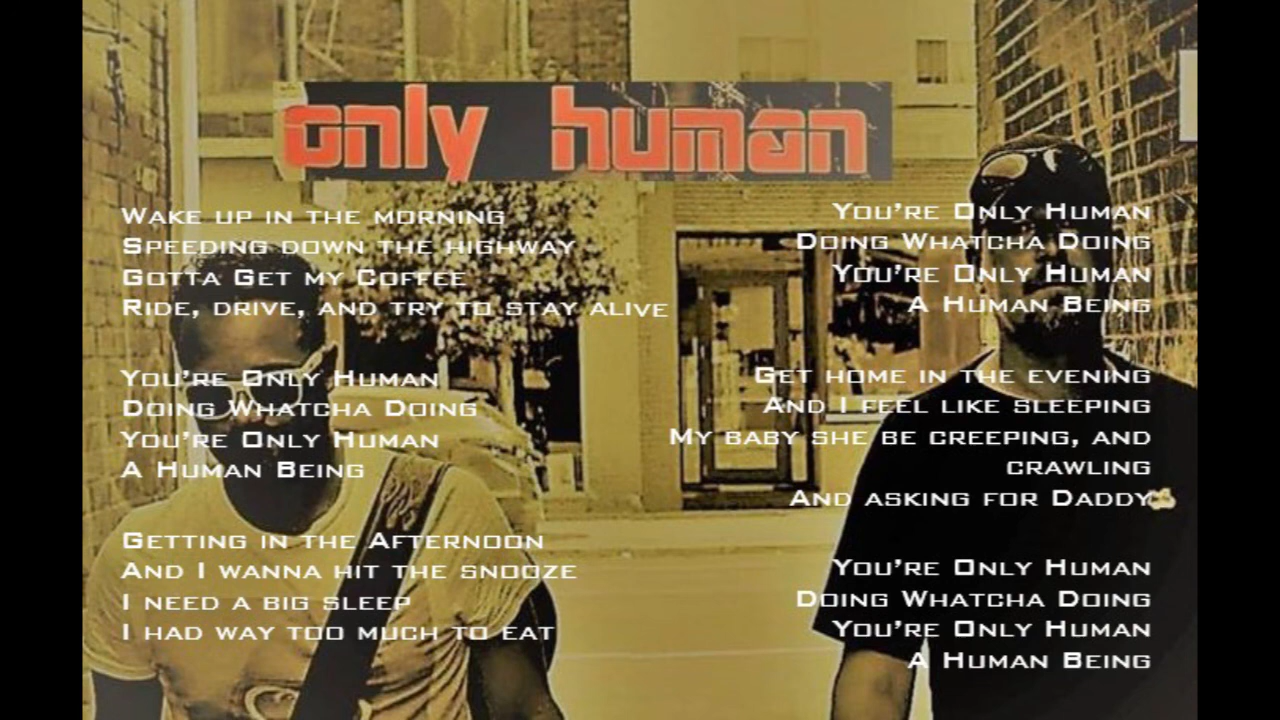 only human
Wake up in the morning
Speeding down the highway
Gotta Get my Coffee
Ride, drive, and try to stay alive
You're Only Human
Doing Whatcha Doing
You're Only Human
A Human Being
Getting in the Afternoon
And I wanna hit the snooze
I need a big sleep
I had way too much to eat
You're Only Human
Doing Whatcha Doing
You're Only Human
A Human Being
Get home in the evening
And I feel like sleeping
My baby she be creeping, and
crawling
And asking for Daddy
You're Only Human
Doing Whatcha Doing
You're Only Human
A Human Being